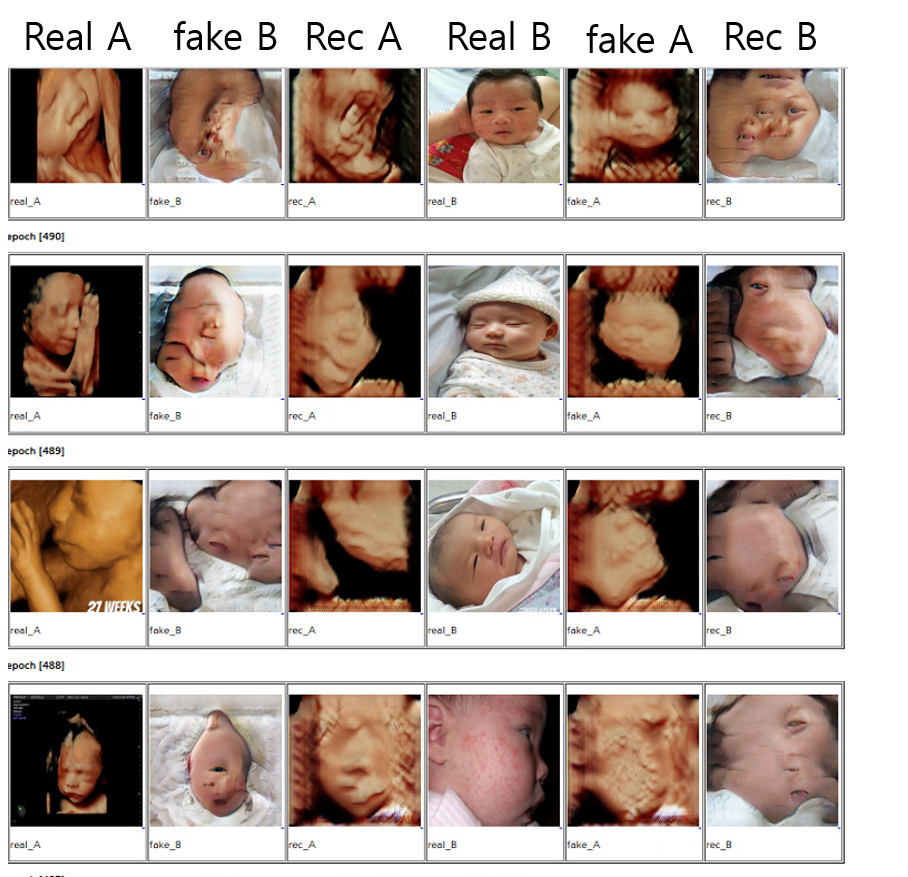 Real A fake B Rec A Real B fake A Rec B
real_A fake_B rec_A real_B fake_A rec_B
epoch [490]
real_A fake_B rec_A real_B fake_A rec_B
epoch [489]
27 WEEKS
real_A fake_B rec_A real_B fake_A rec_B
epoch [488]
real_A fake_B rec_A real_B fake_A rec_B